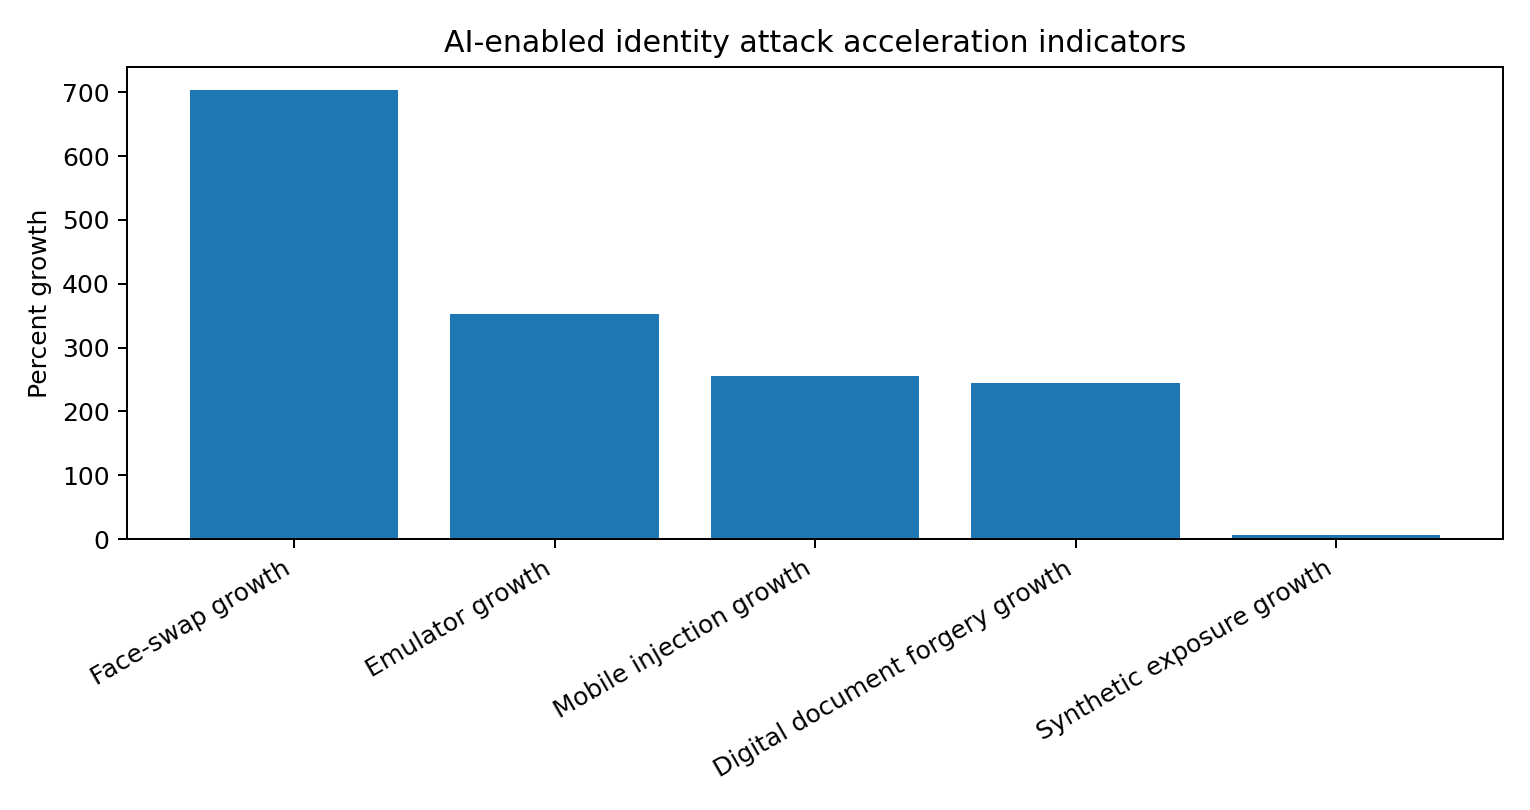 AI-enabled identity attack acceleration indicators
Percent growth
700
600
500
400
300
200
100
0
Face-swap growth
Emulator growth
Mobile injection growth
Digital document forgery growth
Synthetic exposure growth